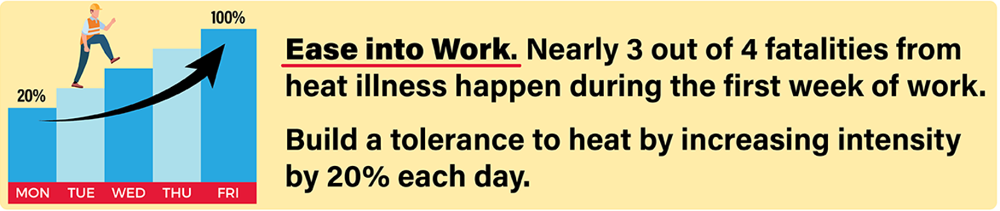 100%
20%
MON TUE WED THU FRI
Ease into Work. Nearly 3 out of 4 fatalities from
heat illness happen during the first week of work.
Build a tolerance to heat by increasing intensity
by 20% each day.